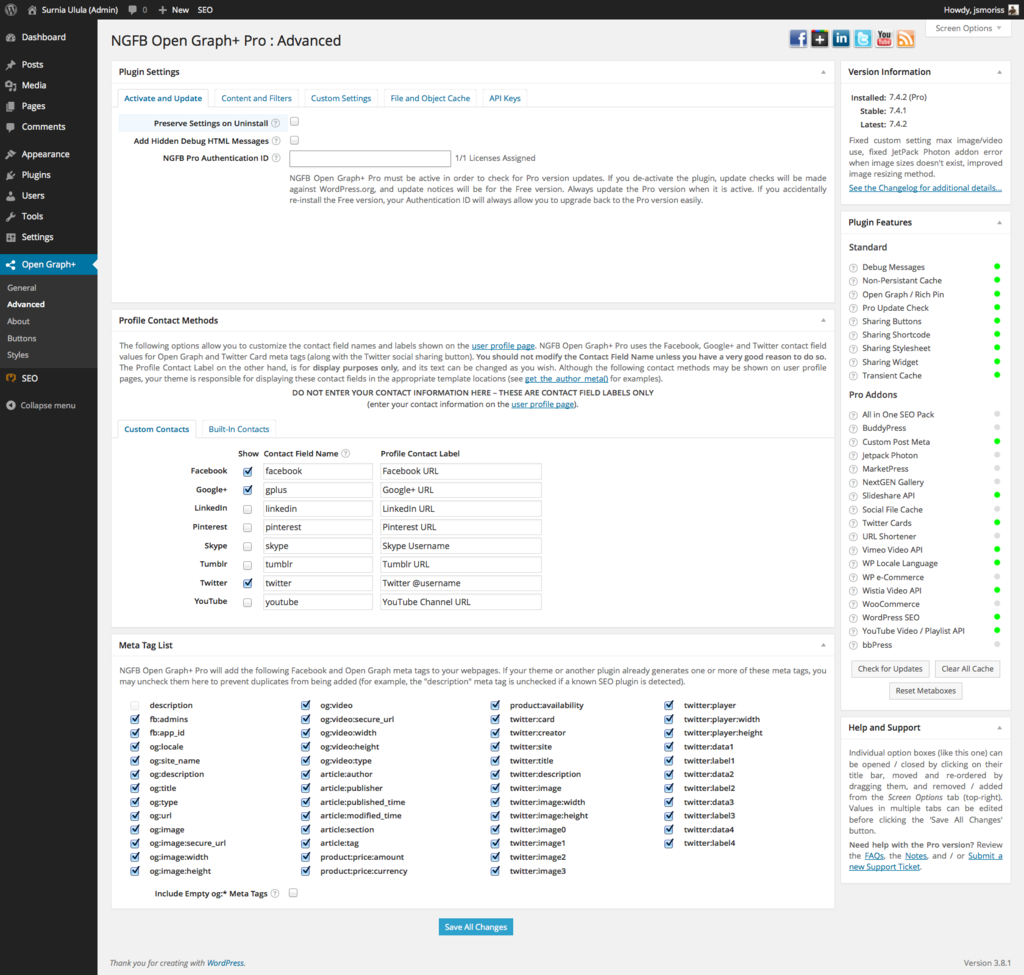 Surnia Ulula (Admin) 0 New SEO Howdy, jsmoriss
Screen Options
Dashboard
Posts
Media
Pages
Comments
Appearance
Plugins
Users
Tools
Settings
Open Graph+
General
Advanced
About
Buttons
Styles
SEO
Collapse menu
NGFB Open Graph+ Pro : Advanced
Plugin Settings
Activate and Update Content and Filters Custom Settings File and Object Cache API Keys
Preserve Settings on Uninstall
Add Hidden Debug HTML Messages
NGFB Pro Authentication ID 1/1 Licenses Assigned
NGFB Open Graph+ Pro must be active in order to check for Pro version updates. If you de-activate the plugin, update checks will be made
against WordPress.org, and update notices will be for the Free version. Always update the Pro version when it is active. If you accidentally
re-install the Free version, your Authentication ID will always allow you to upgrade back to the Pro version easily.
Profile Contact Methods
The following options allow you to customize the contact field names and labels shown on the user profile page. NGFB Open Graph+ Pro uses the Facebook, Google+ and Twitter contact field
values for Open Graph and Twitter Card meta tags (along with the Twitter social sharing button). You should not modify the Contact Field Name unless you have a very good reason to do so.
The Profile Contact Label on the other hand, is for display purposes only, and its text can be changed as you wish. Although the following contact methods may be shown on user profile
pages, your theme is responsible for displaying these contact fields in the appropriate template locations (see get_the_author_meta() for examples).
DO NOT ENTER YOUR CONTACT INFORMATION HERE – THESE ARE CONTACT FIELD LABELS ONLY
(enter your contact information on the user profile page).
Custom Contacts Built-In Contacts
Show Contact Field Name Profile Contact Label
Facebook facebook Facebook URL
Google+ gplus Google+ URL
LinkedIn linkedin LinkedIn URL
Pinterest pinterest Pinterest URL
Skype skype Skype Username
Tumblr tumblr Tumblr URL
Twitter twitter Twitter @username
YouTube youtube YouTube Channel URL
Meta Tag List
NGFB Open Graph+ Pro will add the following Facebook and Open Graph meta tags to your webpages. If your theme or another plugin already generates one or more of these meta tags, you
may uncheck them here to prevent duplicates from being added (for example, the "description" meta tag is unchecked if a known SEO plugin is detected).
description og:video product:availability twitter:player
fb:admins og:video:secure_url twitter:card twitter:player:width
fb:app_id og:video:width twitter:creator twitter:player:height
og:locale og:video:height twitter:site twitter:data1
og:site_name og:video:type twitter:title twitter:label1
og:description article:author twitter:description twitter:data2
og:title article:publisher twitter:image twitter:label2
og:type article:published_time twitter:image:width twitter:data3
og:url article:modified_time twitter:image:height twitter:label3
og:image article:section twitter:image0 twitter:data4
og:image:secure_url article:tag twitter:image1 twitter:label4
og:image:width product:price:amount twitter:image2
og:image:height product:price:currency twitter:image3
Include Empty og:* Meta Tags
Save All Changes
Version Information
Installed: 7.4.2 (Pro)
Stable: 7.4.1
Latest: 7.4.2
Fixed custom setting max image/video
use, fixed JetPack Photon addon error
when image sizes doesn't exist, improved
image resizing method.
See the Changelog for additional details...
Plugin Features
Standard
Debug Messages
Non-Persistant Cache
Open Graph / Rich Pin
Pro Update Check
Sharing Buttons
Sharing Shortcode
Sharing Stylesheet
Sharing Widget
Transient Cache
Pro Addons
All in One SEO Pack
BuddyPress
Custom Post Meta
Jetpack Photon
MarketPress
NextGEN Gallery
Slideshare API
Social File Cache
Twitter Cards
URL Shortener
Vimeo Video API
WP Locale Language
WP e-Commerce
Wistia Video API
WooCommerce
WordPress SEO
YouTube Video / Playlist API
bbPress
Check for Updates Clear All Cache
Reset Metaboxes
Help and Support
Individual option boxes (like this one) can
be opened / closed by clicking on their
title bar, moved and re-ordered by
dragging them, and removed / added
from the Screen Options tab (top-right).
Values in multiple tabs can be edited
before clicking the 'Save All Changes'
button.
Need help with the Pro version? Review
the FAQs, the Notes, and / or Submit a
new Support Ticket.
Thank you for creating with WordPress. Version 3.8.1